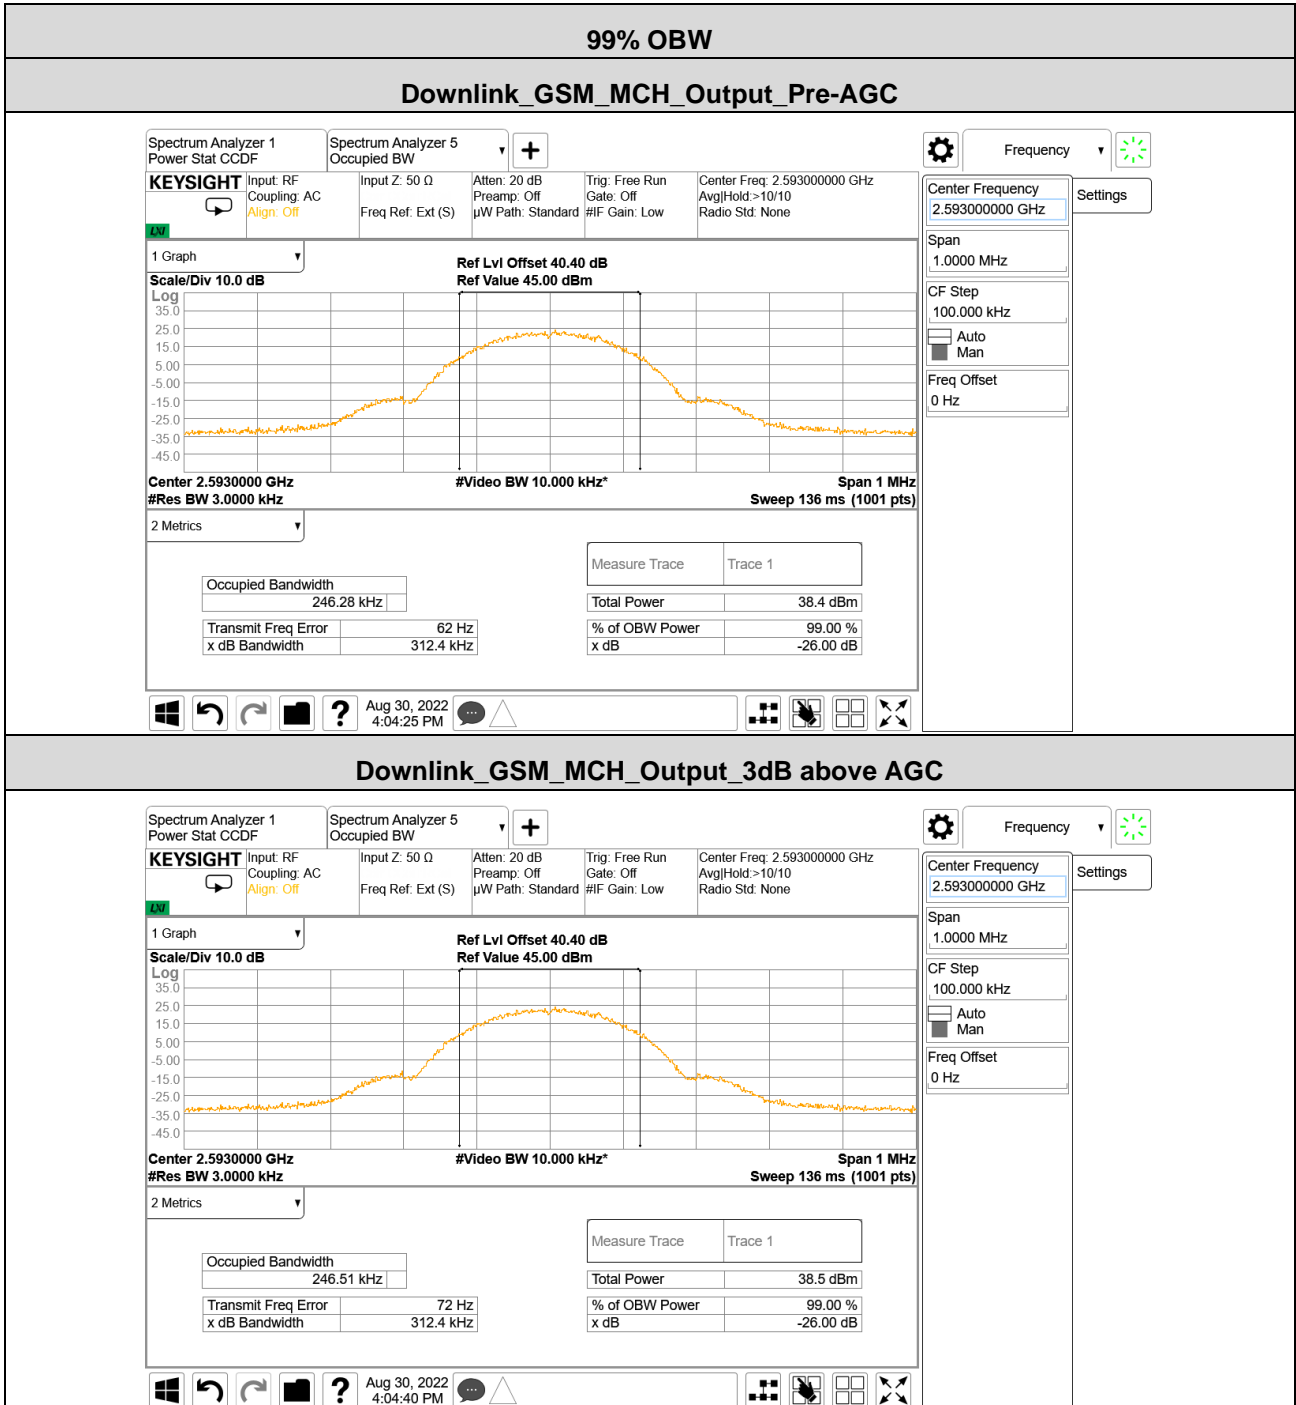 99% OBW
Downlink_GSM_MCH_Output_Pre-AGC
Spectrum Analyzer 1
Power Stat CCDF
Spectrum Analyzer 5
Occupied BW
Frequency
KEYSIGHT
Input: RF
Coupling: AC
Align: Off
Input Z: 50 Ω
Freq Ref: Ext (S)
Atten: 20 dB
Preamp: Off
µW Path: Standard
Trig: Free Run
Gate: Off
#IF Gain: Low
Center Freq: 2.593000000 GHz
Avg|Hold:>10/10
Radio Std: None
LXI
Center Frequency
2.593000000 GHz
Settings
Span
1.0000 MHz
CF Step
100.000 kHz
Auto
Man
Freq Offset
0 Hz
1 Graph
Scale/Div 10.0 dB
Ref Lvl Offset 40.40 dB
Ref Value 45.00 dBm
Log
35.0
25.0
15.0
5.00
-5.00
-15.0
-25.0
-35.0
-45.0
Center 2.5930000 GHz
#Video BW 10.000 kHz*
Span 1 MHz
#Res BW 3.0000 kHz
Sweep 136 ms (1001 pts)
2 Metrics
Measure Trace Trace 1
Occupied Bandwidth
246.28 kHz
Total Power 38.4 dBm
Transmit Freq Error 62 Hz
% of OBW Power 99.00 %
x dB Bandwidth 312.4 kHz
x dB -26.00 dB
?
Aug 30, 2022
4:04:25 PM
Downlink_GSM_MCH_Output_3dB above AGC
Spectrum Analyzer 1
Power Stat CCDF
Spectrum Analyzer 5
Occupied BW
Frequency
KEYSIGHT
Input: RF
Coupling: AC
Align: Off
Input Z: 50 Ω
Freq Ref: Ext (S)
Atten: 20 dB
Preamp: Off
µW Path: Standard
Trig: Free Run
Gate: Off
#IF Gain: Low
Center Freq: 2.593000000 GHz
Avg|Hold:>10/10
Radio Std: None
LXI
Center Frequency
2.593000000 GHz
Settings
Span
1.0000 MHz
CF Step
100.000 kHz
Auto
Man
Freq Offset
0 Hz
1 Graph
Scale/Div 10.0 dB
Ref Lvl Offset 40.40 dB
Ref Value 45.00 dBm
Log
35.0
25.0
15.0
5.00
-5.00
-15.0
-25.0
-35.0
-45.0
Center 2.5930000 GHz
#Video BW 10.000 kHz*
Span 1 MHz
#Res BW 3.0000 kHz
Sweep 136 ms (1001 pts)
2 Metrics
Measure Trace Trace 1
Occupied Bandwidth
246.51 kHz
Total Power 38.5 dBm
Transmit Freq Error 72 Hz
% of OBW Power 99.00 %
x dB Bandwidth 312.4 kHz
x dB -26.00 dB
?
Aug 30, 2022
4:04:40 PM